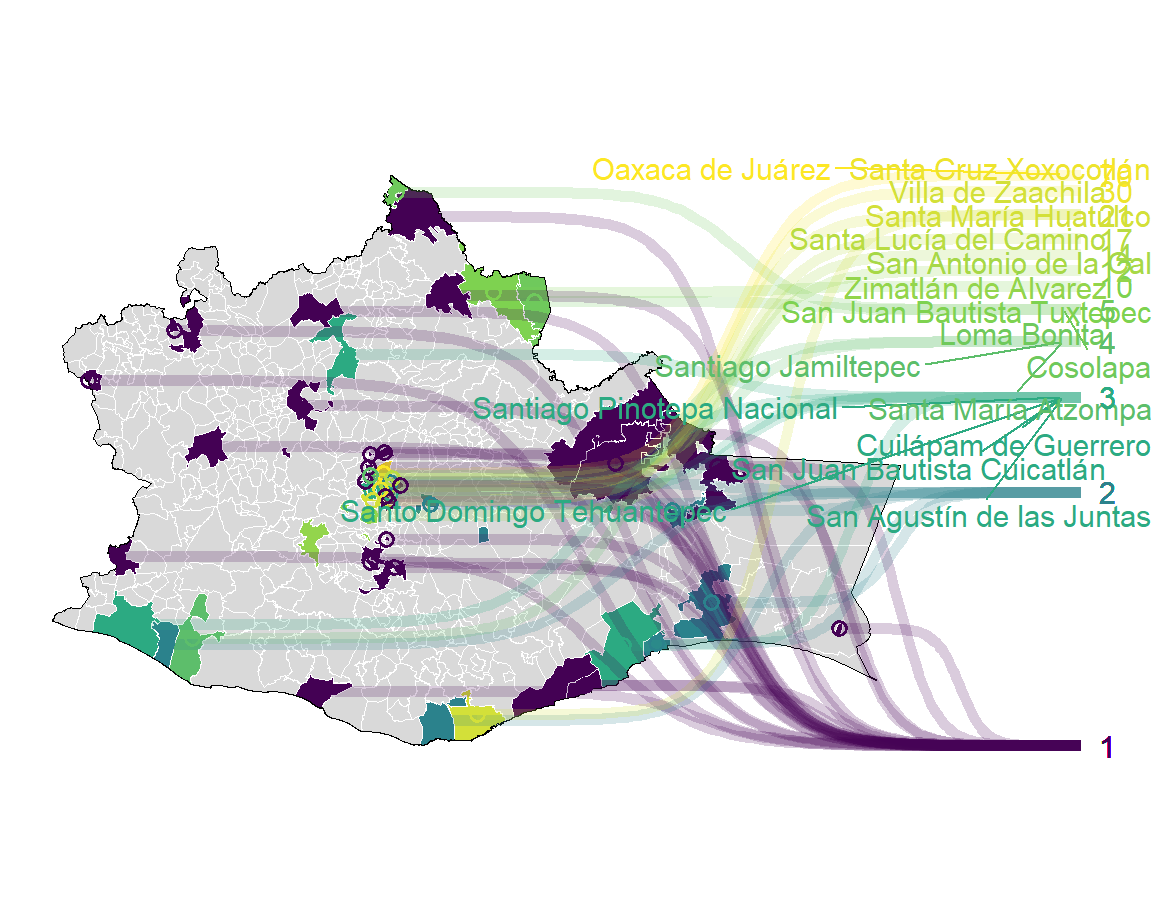 Oaxaca de Juárez
Santa Cruz Xoxocotlán
Villa de Zaachila
30
Santa María Huatulco
21
Santa Lucía del Camino
17
San Antonio de la Cal
Zimatlán de Álvarez
10
San Juan Bautista Tuxtepec
5
Loma Bonita
4
Santiago Jamiltepec
Cosolapa
3
Santiago Pinotepa Nacional
Santa María Atzompa
Cuilápam de Guerrero
San Juan Bautista Cuicatlán
2
Santo Domingo Tehuantepec
San Agustín de las Juntas
1